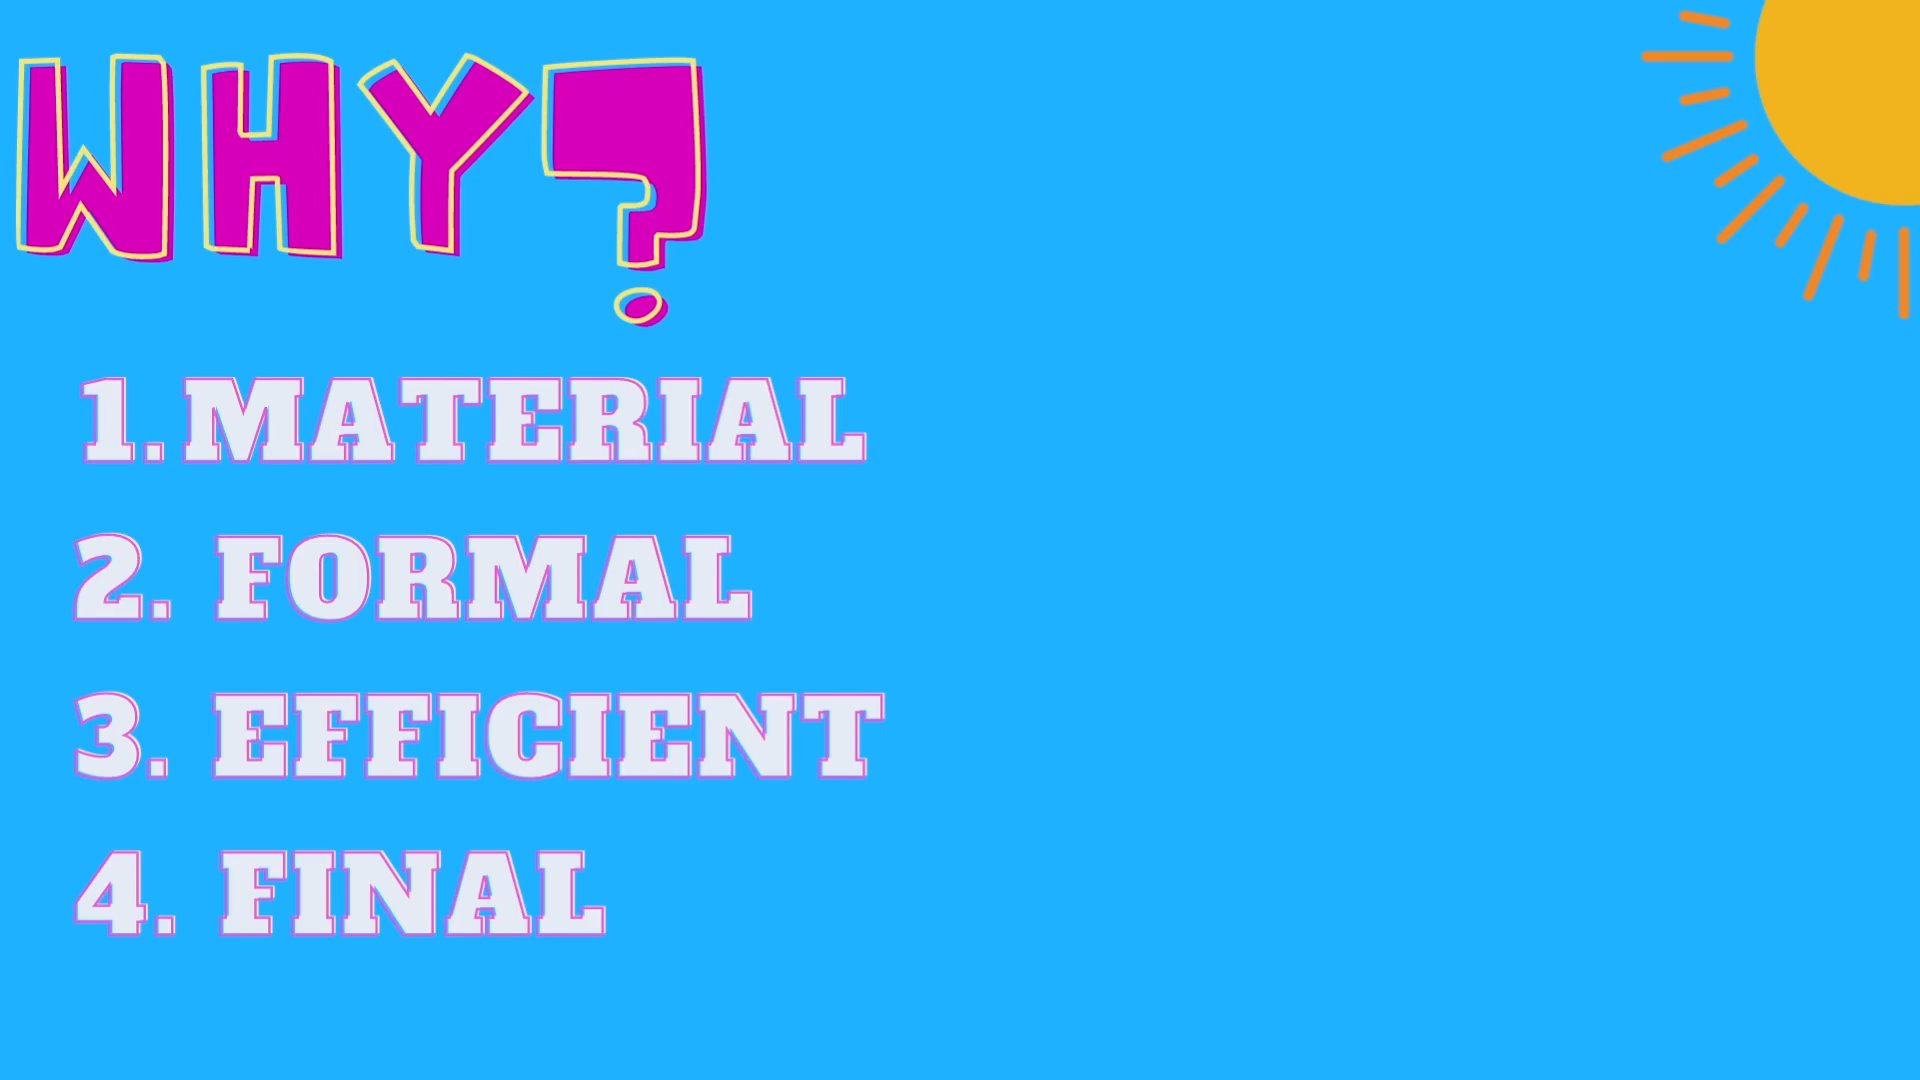 WHY?
1. MATERIAL
2. FORMAL
3. EFFICIENT
4. FINAL